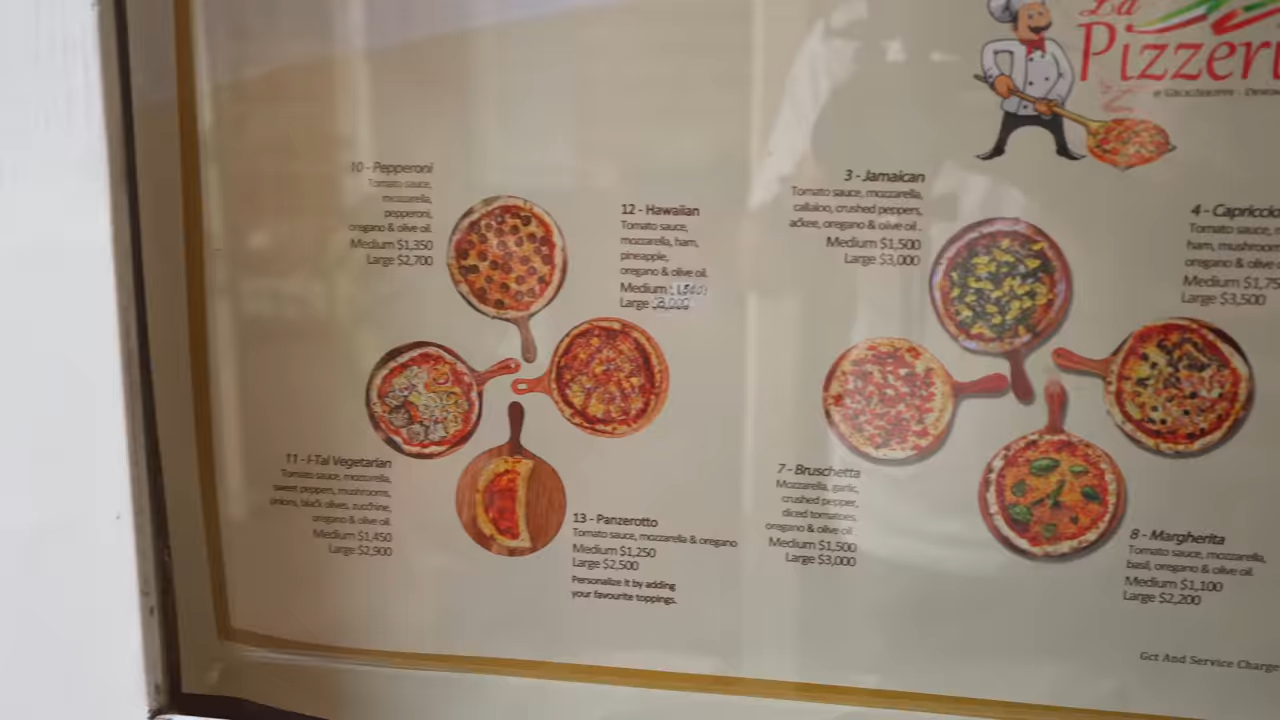 La
Pizzeri
10 - Pepperoni
Tomato sauce,
mozzarella,
pepperoni,
oregano & olive oil.
Medium $1,350
Large $2,700
12 - Hawaiian
Tomato sauce,
mozzarella, ham,
pineapple,
oregano & olive oil.
Medium
Large
3 - Jamaican
Tomato sauce, mozzarella,
callaloo, crushed peppers,
ackee, oregano & olive oil .
Medium $1,500
Large $3,000
4 - Capriccio
Tomato sauce,
ham, mushroom
oregano & olive
Medium $1,75
Large $3,500
11 - I-Tal Vegetarian
Tomato sauce, mozzarella,
sweet peppers, mushrooms,
onions, black olives, zucchine,
oregano & olive oil.
Medium $1,450
Large $2,900
13 - Panzerotto
Tomato sauce, mozzarella & oregano
Medium $1,250
Large $2,500
Personalize it by adding
your favourite toppings.
7 - Bruschetta
Mozzarella, garlic,
crushed pepper,
diced tomatoes,
oregano & olive oil .
Medium $1,500
Large $3,000
8 - Margherita
Tomato sauce, mozzarella,
basil, oregano & olive oil.
Medium $1,100
Large $2,200
Gct And Service Charge